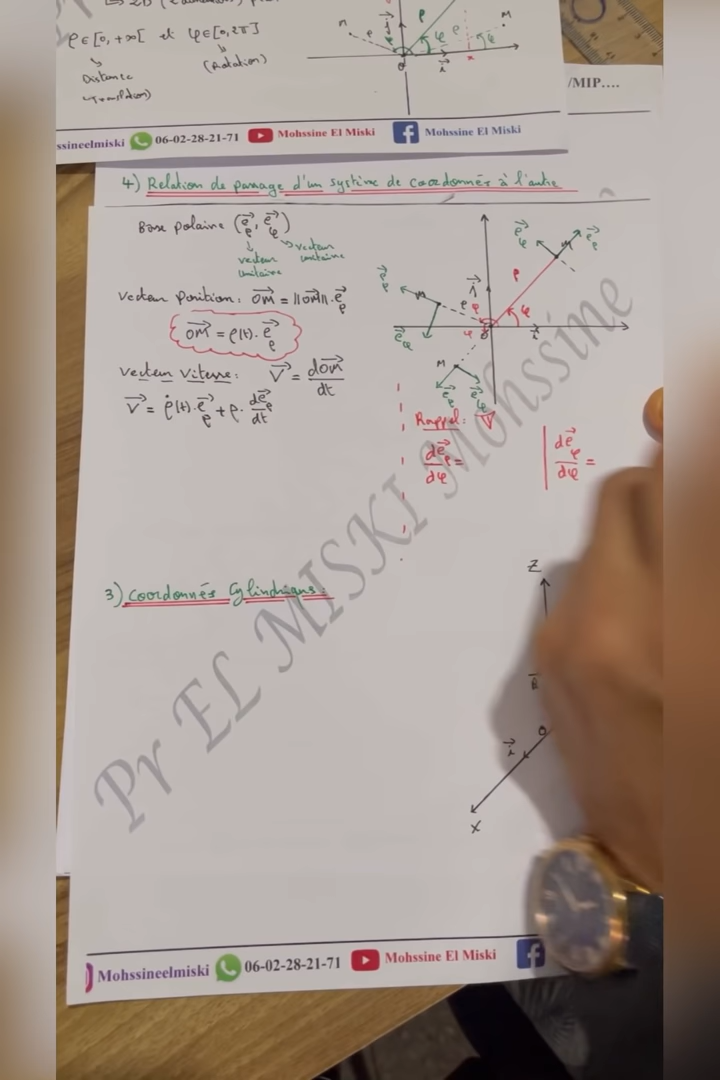 ρ∈[0,+∞[ et φ∈[0,2π]
Distance
(Rotation)
M
ρ
ρ
M
φ
φ
i
x
/MIP….
ssineelmiski 06-02-28-21-71 Mohssine El Miski Mohssine El Miski
4) Relation de passage d'un système de coordonnés à l'autre
Base polaire (e⃗ρ, e⃗φ)
vecteur unitaire
vecteur unitaire
Vecteur position: OM⃗ = ||OM⃗||.e⃗ρ
OM⃗ = ρ(t).e⃗ρ
Vecteur Vitesse: V⃗ = dOM⃗/dt
V⃗ = ρ̇(t).e⃗ρ + ρ.de⃗ρ/dt
e⃗φ
M
e⃗ρ
ρ
φ
j⃗
i⃗
O
e⃗ρ
M
e⃗φ
ρ
φ
φ
M
e⃗ρ
e⃗φ
Rappel:
de⃗ρ/dφ =
de⃗φ/dφ =
3) Coordonnés Cylindriques:
Z
O
i⃗
X
Pr EL MISKI Mohssine
Mohssineelmiski 06-02-28-21-71 Mohssine El Miski